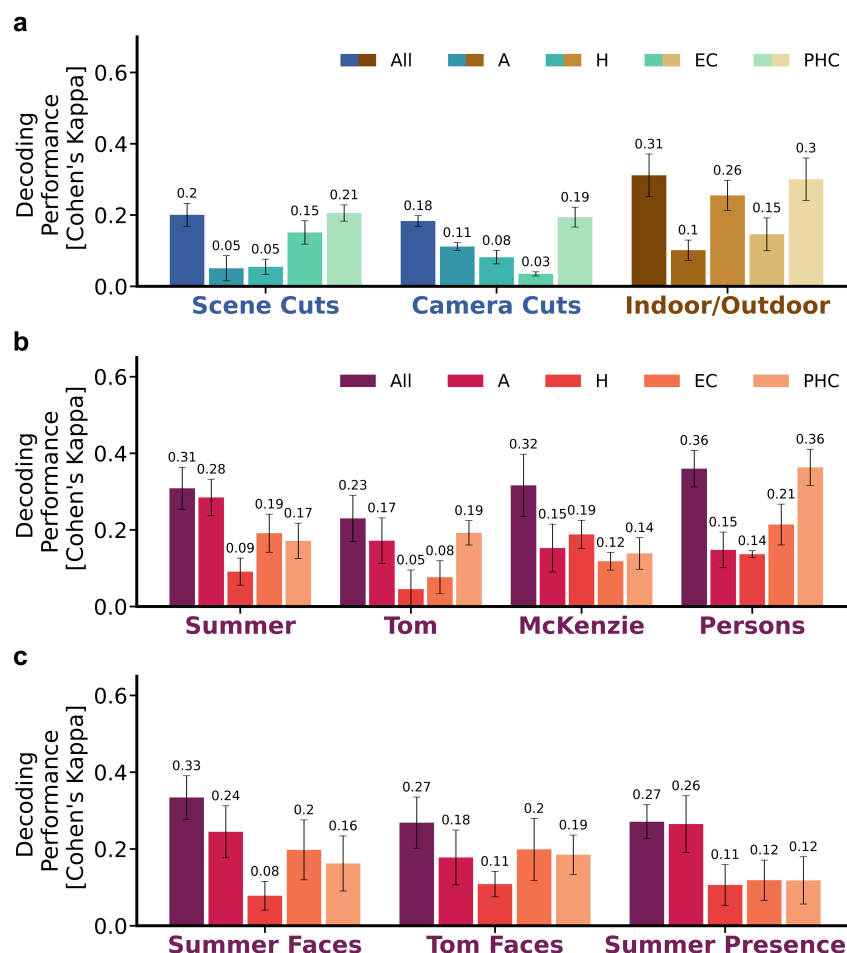 a
Decoding
Performance
[Cohen's Kappa]
0.6
0.4
0.2
0.0
All A H EC PHC
0.2 0.05 0.05 0.15 0.21
0.18 0.11 0.08 0.03 0.19
0.31 0.1 0.26 0.15 0.3
Scene Cuts Camera Cuts Indoor/Outdoor
b
Decoding
Performance
[Cohen's Kappa]
0.6
0.4
0.2
0.0
All A H EC PHC
0.31 0.28 0.09 0.19 0.17
0.23 0.17 0.05 0.08 0.19
0.32 0.15 0.19 0.12 0.14
0.36 0.15 0.14 0.21 0.36
Summer Tom McKenzie Persons
c
Decoding
Performance
[Cohen's Kappa]
0.6
0.4
0.2
0.0
0.33 0.24 0.08 0.2 0.16
0.27 0.18 0.11 0.2 0.19
0.27 0.26 0.11 0.12 0.12
Summer Faces Tom Faces Summer Presence